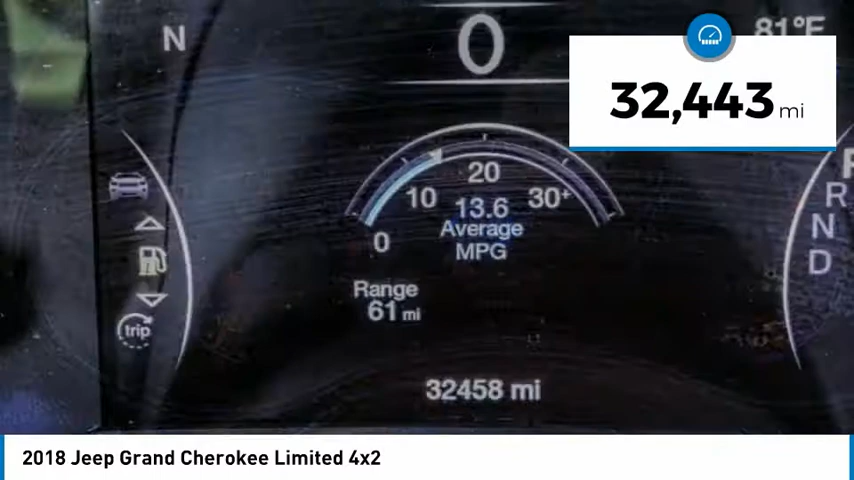 N
0
81°F
32,443 mi
20
10
30+
13.6
Average
0
MPG
Range
61 mi
trip
32458 mi
P
R
N
D
2018 Jeep Grand Cherokee Limited 4x2